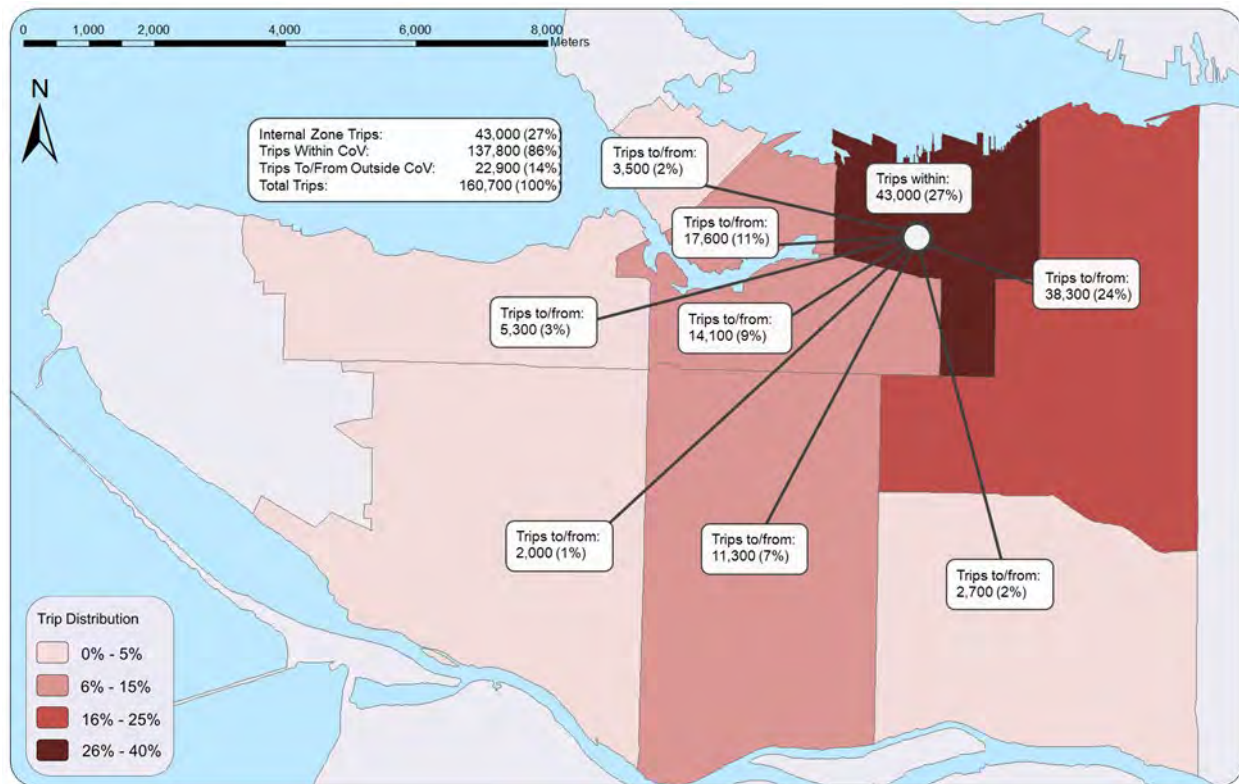 0 1,000 2,000 4,000 6,000 8,000
Meters
N
Internal Zone Trips: 43,000 (27%)
Trips Within CoV: 137,800 (86%)
Trips To/From Outside CoV: 22,900 (14%)
Total Trips: 160,700 (100%)
Trips to/from:
3,500 (2%)
Trips within:
43,000 (27%)
Trips to/from:
17,600 (11%)
Trips to/from:
38,300 (24%)
Trips to/from:
5,300 (3%)
Trips to/from:
14,100 (9%)
Trips to/from:
2,000 (1%)
Trips to/from:
11,300 (7%)
Trips to/from:
2,700 (2%)
Trip Distribution
0% - 5%
6% - 15%
16% - 25%
26% - 40%